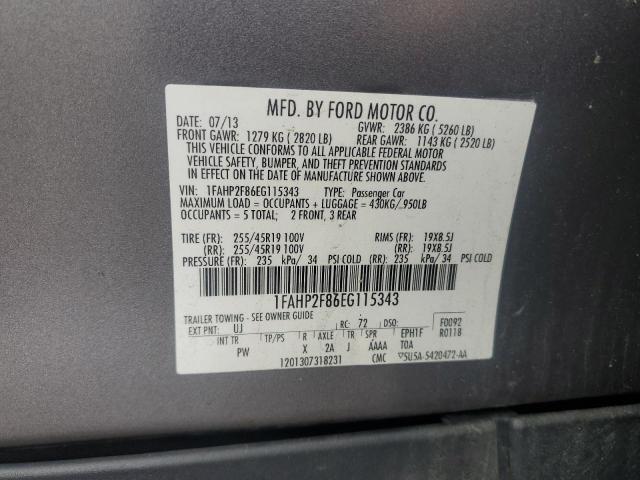 MFD. BY FORD MOTOR CO.
DATE: 07/13 GVWR: 2386 KG ( 5260 LB)
FRONT GAWR: 1279 KG ( 2820 LB) REAR GAWR: 1143 KG ( 2520 LB)
THIS VEHICLE CONFORMS TO ALL APPLICABLE FEDERAL MOTOR
VEHICLE SAFETY, BUMPER, AND THEFT PREVENTION STANDARDS
IN EFFECT ON THE DATE OF MANUFACTURE SHOWN ABOVE.
VIN: 1FAHP2F86EG115343 TYPE: Passenger Car
MAXIMUM LOAD = OCCUPANTS + LUGGAGE = 430KG/ 950LB
OCCUPANTS = 5 TOTAL; 2 FRONT, 3 REAR
TIRE (FR): 255/45R19 100V RIMS (FR): 19X8.5J
(RR): 255/45R19 100V (RR): 19X8.5J
PRESSURE (FR): 235 kPa/ 34 PSI COLD (RR): 235 kPa/ 34 PSI COLD
1FAHP2F86EG115343
TRAILER TOWING - SEE OWNER GUIDE
EXT PNT: UJ RC: 72 DSO: F0092
INT TR TP/PS R AXLE TR SPR EPHTF R0118
PW X 2A J AAAA TOA
1201307318231 CMC 5U5A-5420472-AA